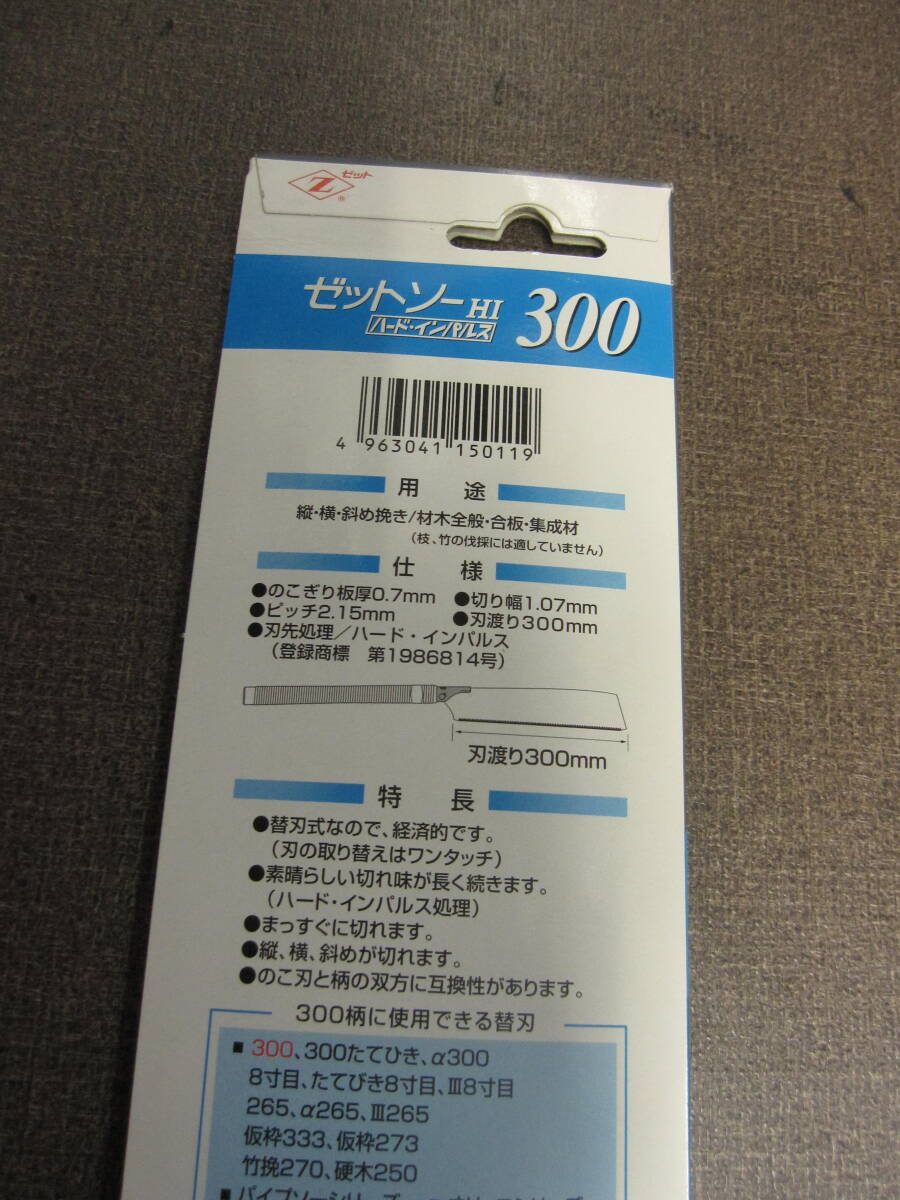 Z ゼット ®
ゼットソー HI 300
ハード・インパルス
4 963041 150119
用途
縦・横・斜め挽き/材木全般・合板・集成材
(枝、竹の伐採には適していません)
仕様
●のこぎり板厚0.7mm ●切り幅1.07mm
●ピッチ2.15mm ●刃渡り300mm
●刃先処理/ハード・インパルス
(登録商標 第1986814号)
刃渡り300mm
特長
●替刃式なので、経済的です。
(刃の取り替えはワンタッチ)
●素晴らしい切れ味が長く続きます。
(ハード・インパルス処理)
●まっすぐに切れます。
●縦、横、斜めが切れます。
●のこ刃と柄の双方に互換性があります。
300柄に使用できる替刃
■ 300、300たてひき、α300
8寸目、たてびき8寸目、Ⅲ8寸目
265、α265、Ⅲ265
仮枠333、仮枠273
竹挽270、硬木250
■パイプソーシリーズ